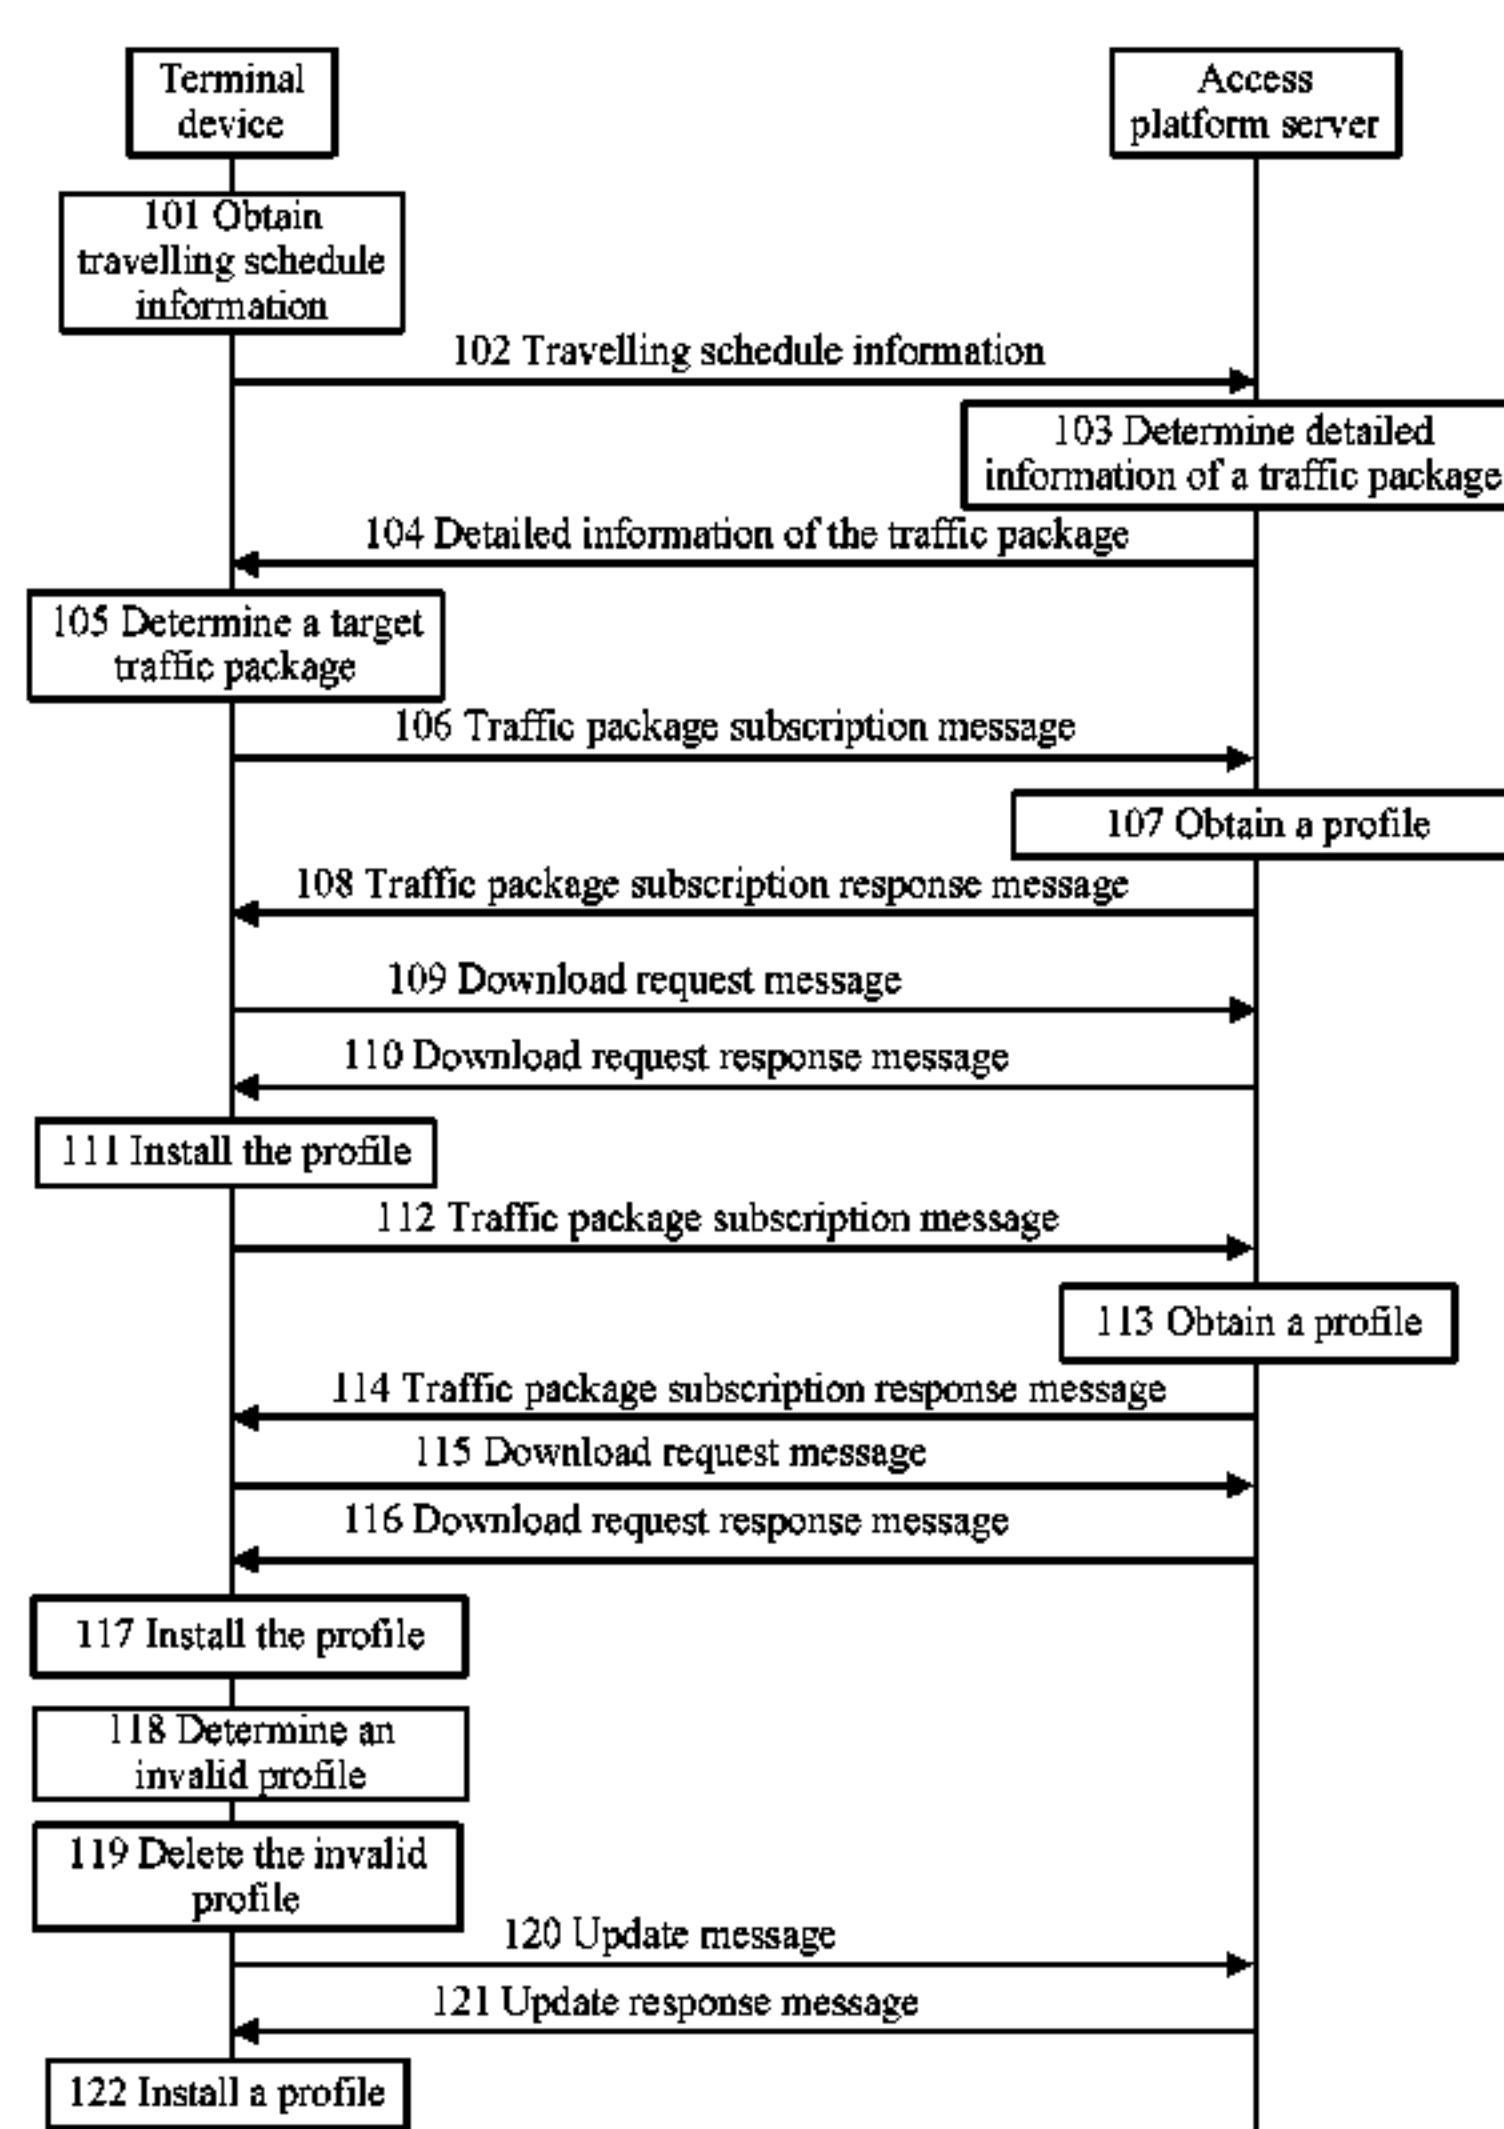 Terminal
device
Access
platform server
101 Obtain
travelling schedule
information
102 Travelling schedule information
103 Determine detailed
information of a traffic package
104 Detailed information of the traffic package
105 Determine a target
traffic package
106 Traffic package subscription message
107 Obtain a profile
108 Traffic package subscription response message
109 Download request message
110 Download request response message
111 Install the profile
112 Traffic package subscription message
113 Obtain a profile
114 Traffic package subscription response message
115 Download request message
116 Download request response message
117 Install the profile
118 Determine an
invalid profile
119 Delete the invalid
profile
120 Update message
121 Update response message
122 Install a profile